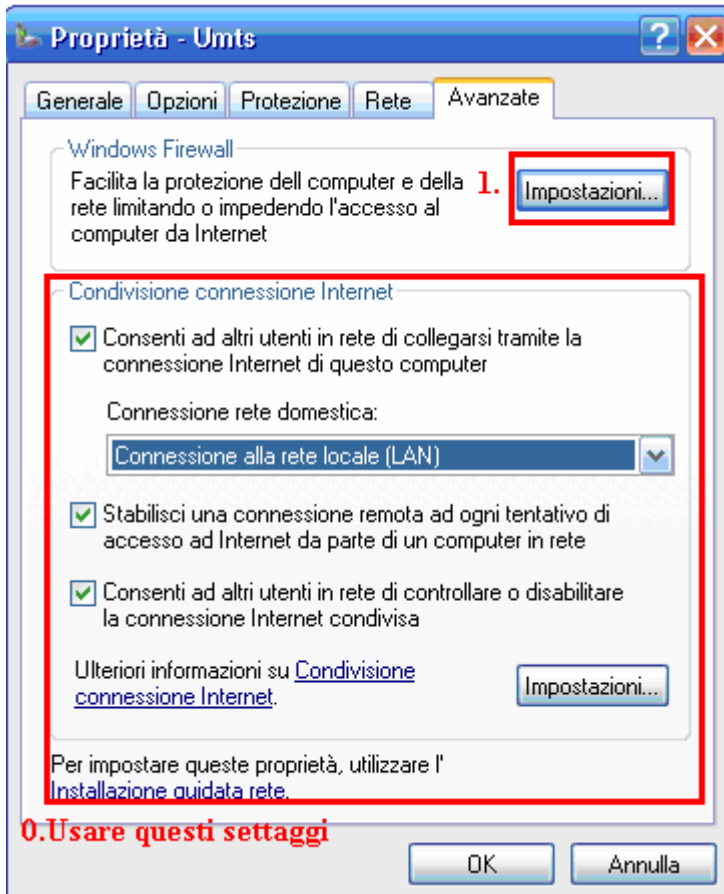 Proprietà - Umts
Generale Opzioni Protezione Rete Avanzate
Windows Firewall
Facilita la protezione dell computer e della
rete limitando o impedendo l'accesso al
computer da Internet
1.
Impostazioni...
Condivisione connessione Internet
Consenti ad altri utenti in rete di collegarsi tramite la
connessione Internet di questo computer
Connessione rete domestica:
Connessione alla rete locale (LAN)
Stabilisci una connessione remota ad ogni tentativo di
accesso ad Internet da parte di un computer in rete
Consenti ad altri utenti in rete di controllare o disabilitare
la connessione Internet condivisa
Ulteriori informazioni su Condivisione
connessione Internet.
Impostazioni...
Per impostare queste proprietà, utilizzare l'
Installazione guidata rete.
0.Usare questi settaggi
OK Annulla